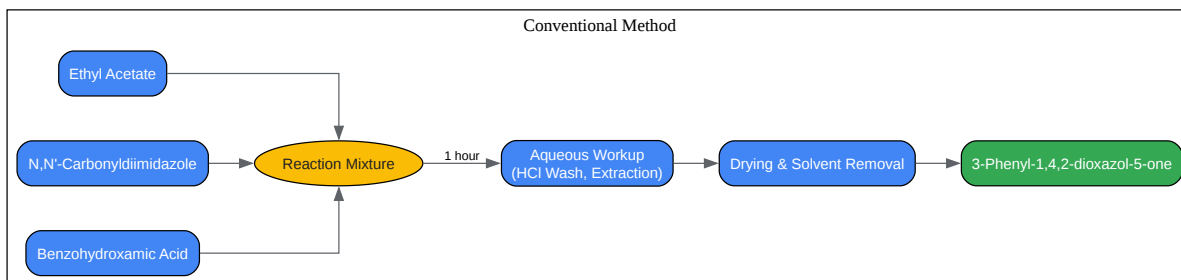 Conventional Method
Ethyl Acetate
N,N'-Carbonyldiimidazole
Benzohydroxamic Acid
Reaction Mixture
1 hour
Aqueous Workup
(HCl Wash, Extraction)
Drying & Solvent Removal
3-Phenyl-1,4,2-dioxazol-5-one